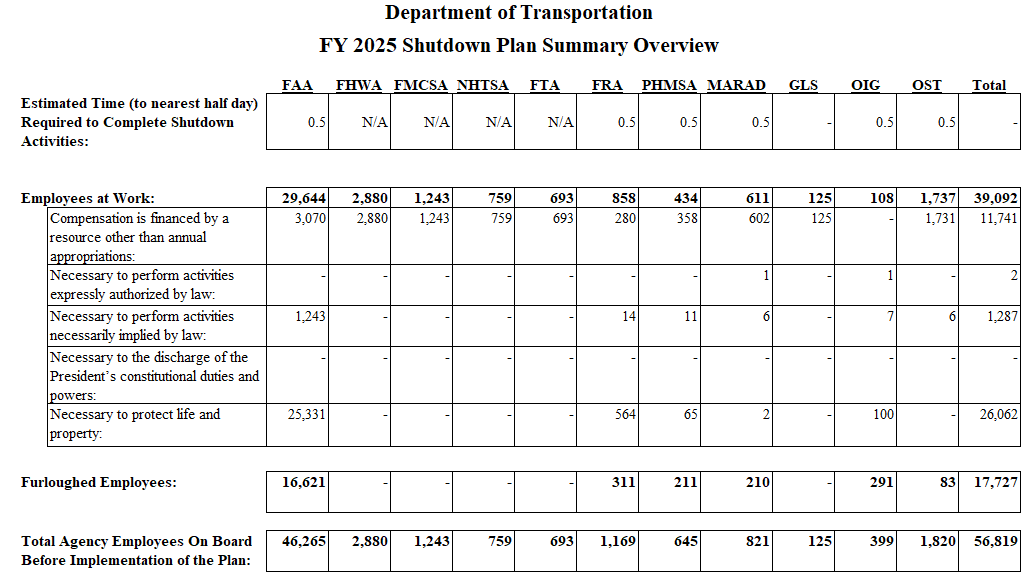 Department of Transportation
FY 2025 Shutdown Plan Summary Overview
FAA FHWA FMCSA NHTSA FTA FRA PHMSA MARAD GLS OIG OST Total
Estimated Time (to nearest half day)
Required to Complete Shutdown 0.5 N/A N/A N/A N/A 0.5 0.5 0.5 - 0.5 0.5 -
Activities:
Employees at Work: 29,644 2,880 1,243 759 693 858 434 611 125 108 1,737 39,092
Compensation is financed by a 3,070 2,880 1,243 759 693 280 358 602 125 - 1,731 11,741
resource other than annual
appropriations:
Necessary to perform activities - - - - - - - 1 - 1 - 2
expressly authorized by law:
Necessary to perform activities 1,243 - - - - 14 11 6 - 7 6 1,287
necessarily implied by law:
Necessary to the discharge of the - - - - - - - - - - - -
President's constitutional duties and
powers:
Necessary to protect life and 25,331 - - - - 564 65 2 - 100 - 26,062
property:
Furloughed Employees: 16,621 - - - - 311 211 210 - 291 83 17,727
Total Agency Employees On Board 46,265 2,880 1,243 759 693 1,169 645 821 125 399 1,820 56,819
Before Implementation of the Plan: